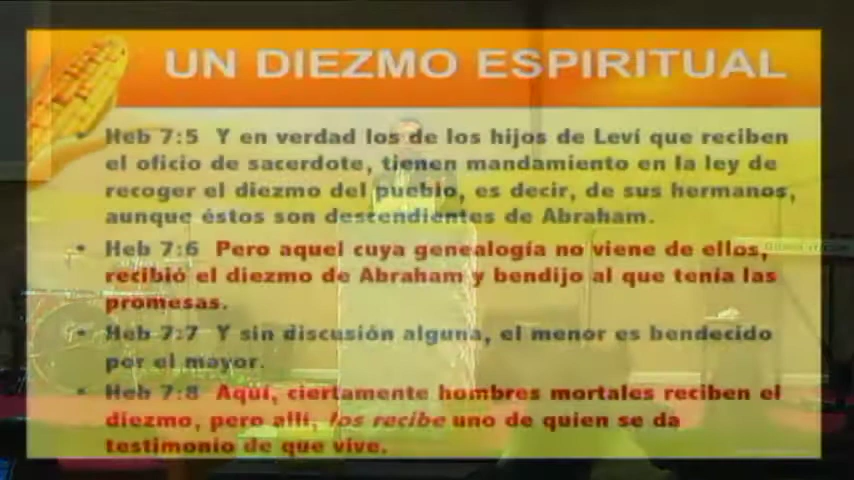 UN DIEZMO ESPIRITUAL
• Heb 7:5 Y en verdad los de los hijos de Leví que reciben
el oficio de sacerdote, tienen mandamiento en la ley de
recoger el diezmo del pueblo, es decir, de sus hermanos,
aunque éstos son descendientes de Abraham.
• Heb 7:6 Pero aquel cuya genealogía no viene de ellos,
recibió el diezmo de Abraham y bendijo al que tenía las
promesas.
• Heb 7:7 Y sin discusión alguna, el menor es bendecido
por el mayor.
• Heb 7:8 Aquí, ciertamente hombres mortales reciben el
diezmo, pero allí, los recibe uno de quien se da
testimonio de que vive.